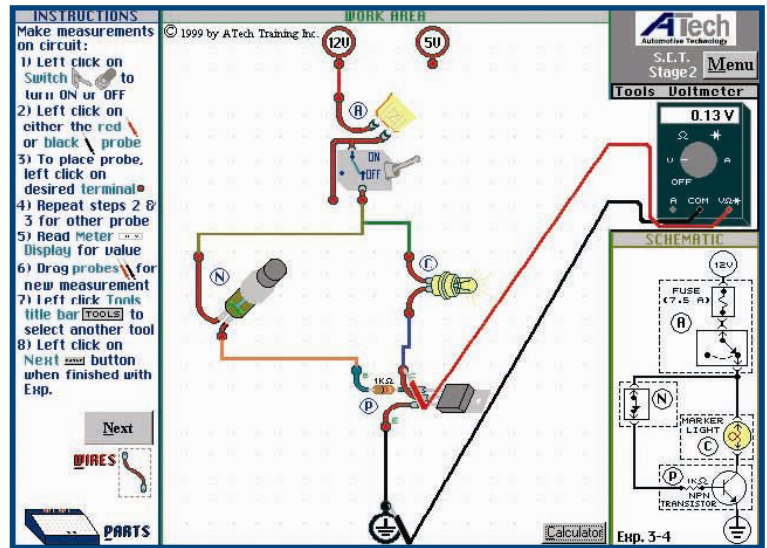 INSTRUCTIONS
Make measurements
on circuit:
1) Left click on
Switch to
turn ON or OFF
2) Left click on
either the red
or black probe
3) To place probe,
left click on
desired terminal
4) Repeat steps 2 &
3 for other probe
5) Read Meter
Display for value
6) Drag probes for
new measurement
7) Left click Tools
title bar TOOLS to
select another tool
8) Left click on
Next button
when finished with
Exp.
Next
WIRES
PARTS
WORK AREA
© 1999 by ATech Training Inc.
12V
5V
A
ON
OFF
N
C
1KΩ
P
B
C
E
Calculator
ATech
Automotive Technology
S.E.T.
Stage2
Menu
Tools Voltmeter
0.13 V
Ω
V
A
OFF
A COM VΩ
SCHEMATIC
12V
FUSE
(7.5 A)
A
N
MARKER
LIGHT
C
P
1KΩ
NPN
TRANSISTOR
Exp. 3-4